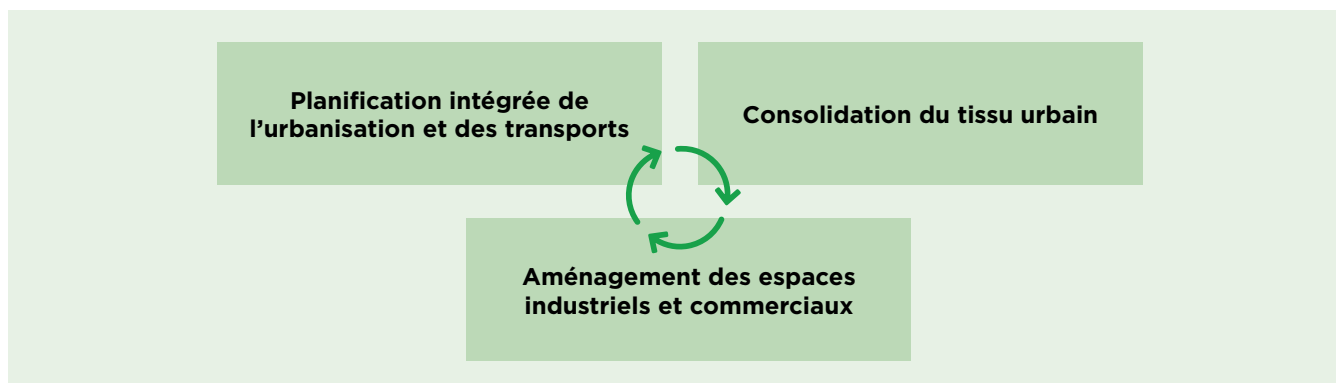 Planification intégrée de
l’urbanisation et des transports
Consolidation du tissu urbain
Aménagement des espaces
industriels et commerciaux